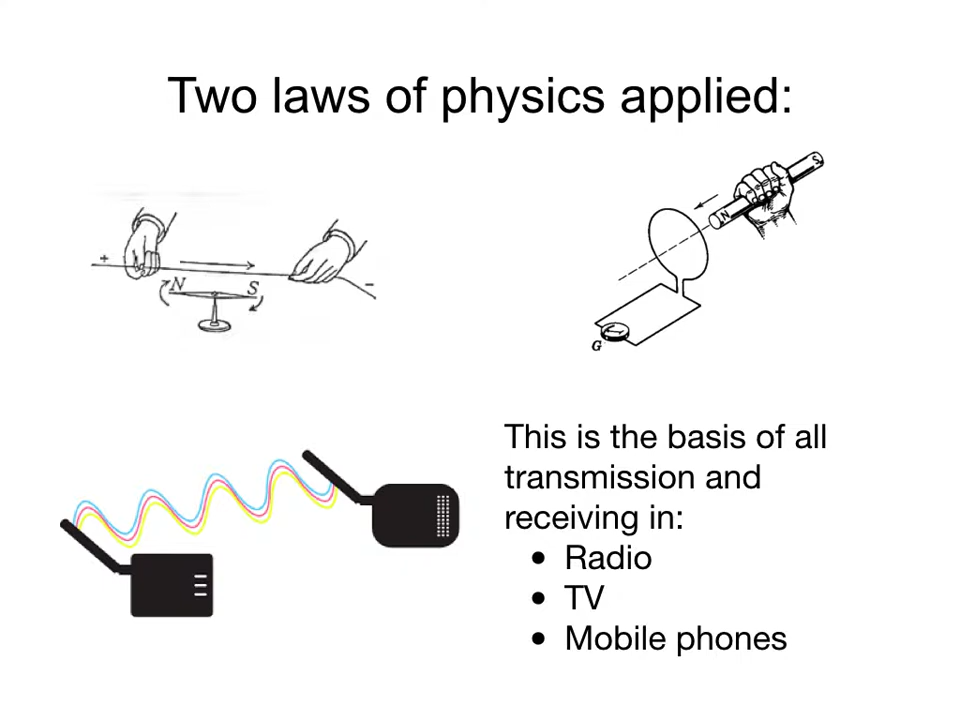 Two laws of physics applied:
+
N S
-
N
S
G
This is the basis of all
transmission and
receiving in:
• Radio
• TV
• Mobile phones